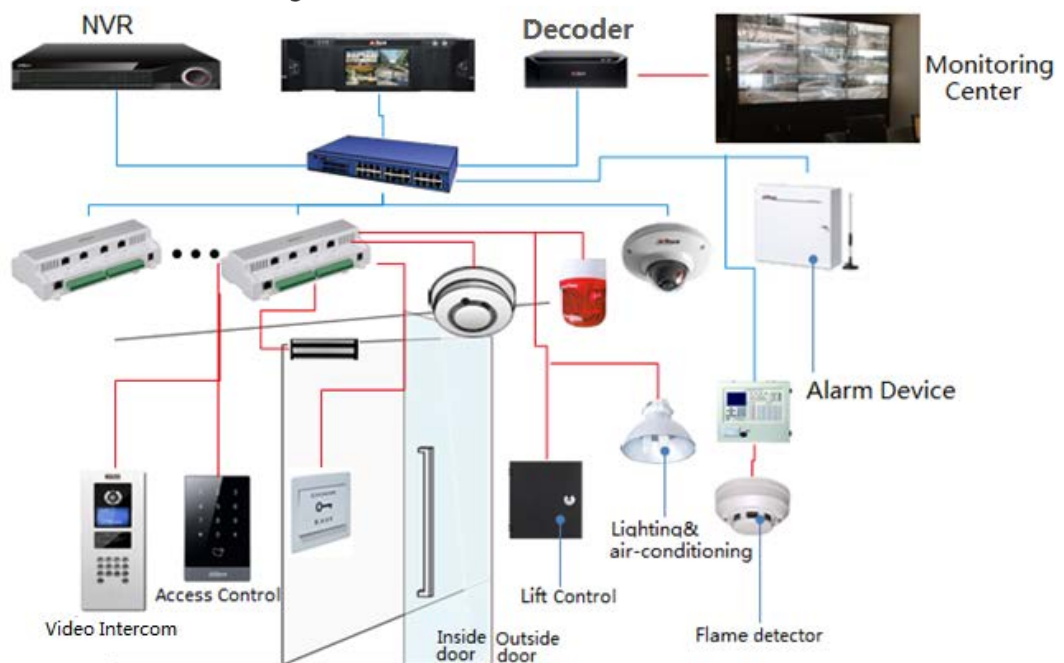 NVR
Decoder
Monitoring
Center
Alarm Device
Lighting&
air-conditioning
Access Control
Lift Control
Video Intercom
Inside
door
Outside
door
Flame detector